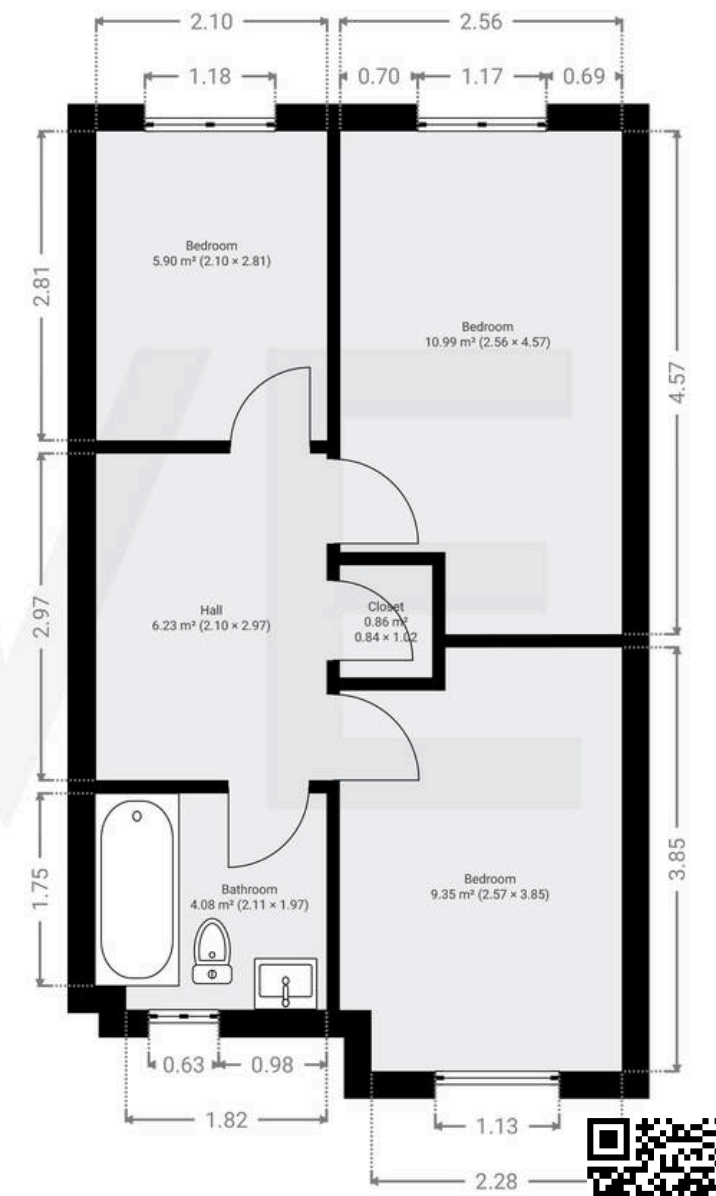 2.10
2.56
1.18
0.70
1.17
0.69
2.81
Bedroom
5.90 m² (2.10 × 2.81)
Bedroom
10.99 m² (2.56 × 4.57)
4.57
2.97
Hall
6.23 m² (2.10 × 2.97)
Closet
0.86 m²
0.84 × 1.02
1.75
Bathroom
4.08 m² (2.11 × 1.97)
Bedroom
9.35 m² (2.57 × 3.85)
3.85
0.63
0.98
1.82
1.13
2.28